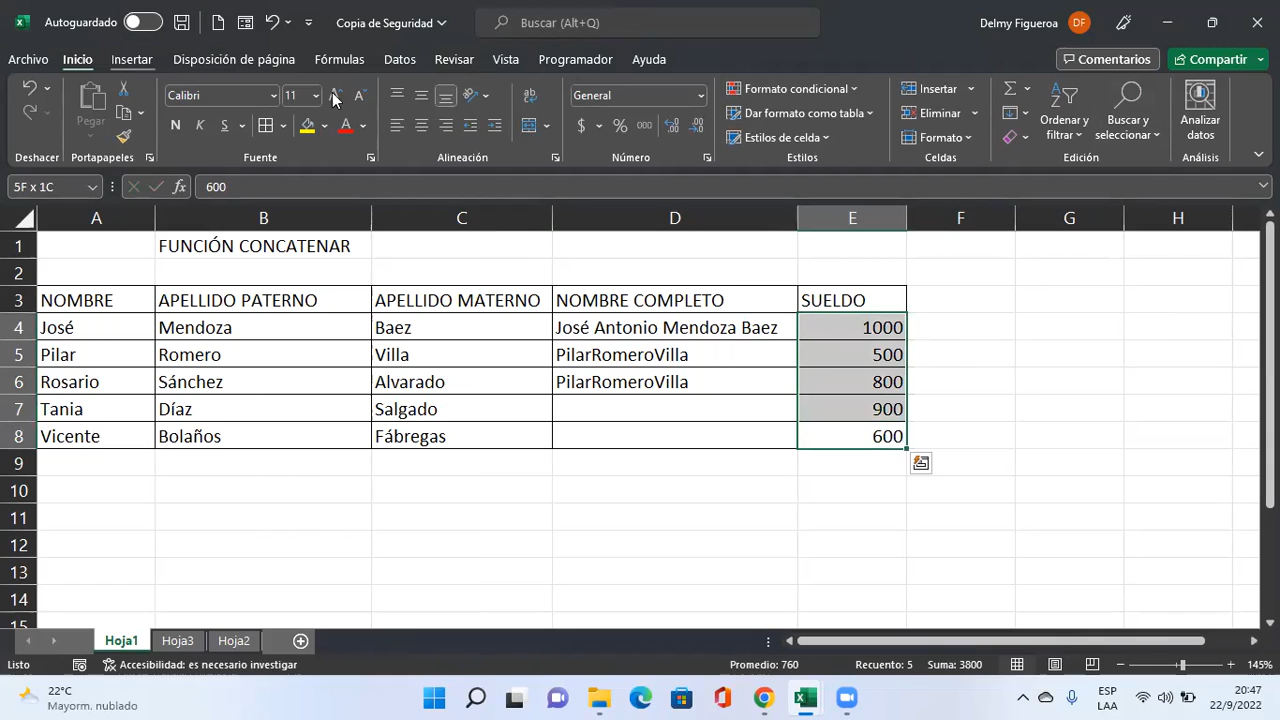 Autoguardado
Copia de Seguridad
Buscar (Alt+Q)
Delmy Figueroa DF
Archivo Inicio Insertar Disposición de página Fórmulas Datos Revisar Vista Programador Ayuda Comentarios Compartir
Calibri 11 General Formato condicional Insertar
Pegar Dar formato como tabla Eliminar Ordenar y filtrar Buscar y seleccionar Analizar datos
N K S $ % 000 Estilos de celda Formato
Deshacer Portapapeles Fuente Alineación Número Estilos Celdas Edición Análisis
5F x 1C fx 600
A B C D E F G H
1 FUNCIÓN CONCATENAR
2
3 NOMBRE APELLIDO PATERNO APELLIDO MATERNO NOMBRE COMPLETO SUELDO
4 José Mendoza Baez José Antonio Mendoza Baez 1000
5 Pilar Romero Villa PilarRomeroVilla 500
6 Rosario Sánchez Alvarado PilarRomeroVilla 800
7 Tania Díaz Salgado 900
8 Vicente Bolaños Fábregas 600
9
10
11
12
13
14
15
Hoja1 Hoja3 Hoja2
Listo Accesibilidad: es necesario investigar Promedio: 760 Recuento: 5 Suma: 3800 145%
22°C
Mayorm. nublado
ESP
LAA
20:47
22/9/2022